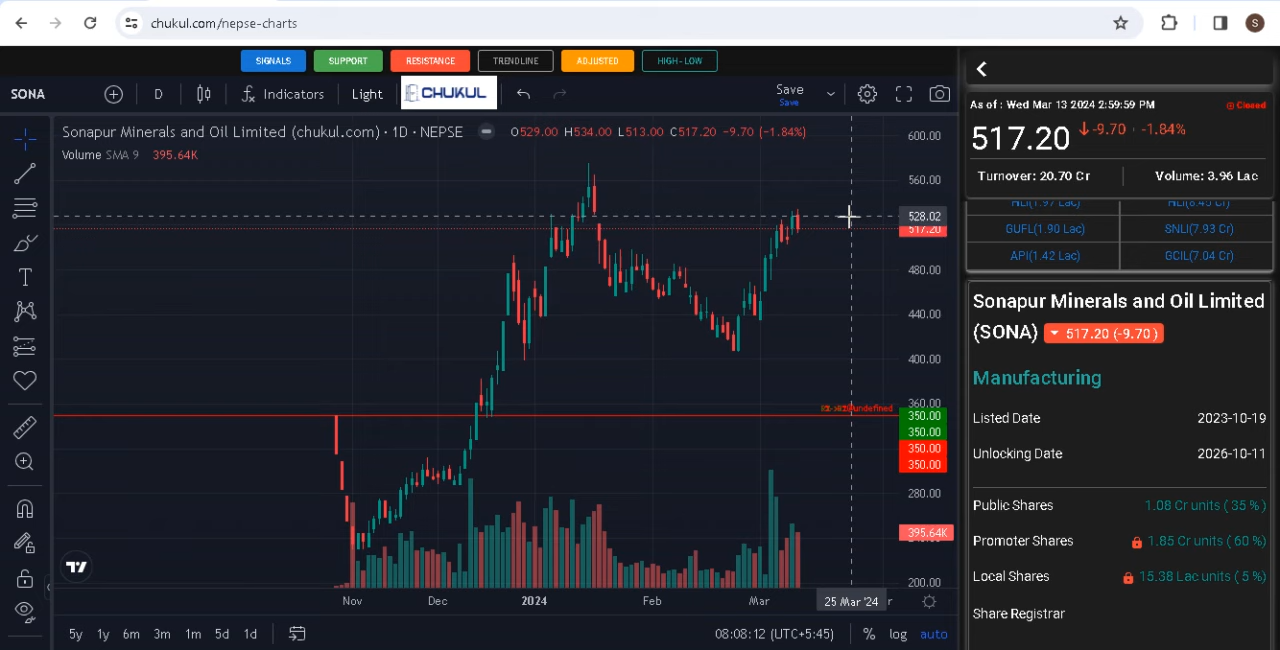 chukul.com/nepse-charts
S
SIGNALS
SUPPORT
RESISTANCE
TRENDLINE
ADJUSTED
HIGH-LOW
SONA
D
Indicators
Light
CHUKUL
Save
Save
Sonapur Minerals and Oil Limited (chukul.com) · 1D · NEPSE
O529.00 H534.00 L513.00 C517.20 -9.70 (-1.84%)
Volume SMA 9 395.64K
600.00
560.00
528.02
517.20
480.00
440.00
400.00
360.00
350.00
350.00
350.00
350.00
280.00
395.64K
200.00
Nov
Dec
2024
Feb
Mar
25 Mar '24
5y
1y
6m
3m
1m
5d
1d
08:08:12 (UTC+5:45)
%
log
auto
As of : Wed Mar 13 2024 2:59:59 PM
Closed
517.20
-9.70
-1.84%
Turnover: 20.70 Cr
Volume: 3.96 Lac
HLI(1.97 Lac)
HLI(8.45 Cr)
GUFL(1.90 Lac)
SNLI(7.93 Cr)
API(1.42 Lac)
GCIL(7.04 Cr)
Sonapur Minerals and Oil Limited
(SONA) 517.20 (-9.70 )
Manufacturing
Listed Date 2023-10-19
Unlocking Date 2026-10-11
Public Shares 1.08 Cr units ( 35 % )
Promoter Shares 1.85 Cr units ( 60 %)
Local Shares 15.38 Lac units ( 5 %)
Share Registrar